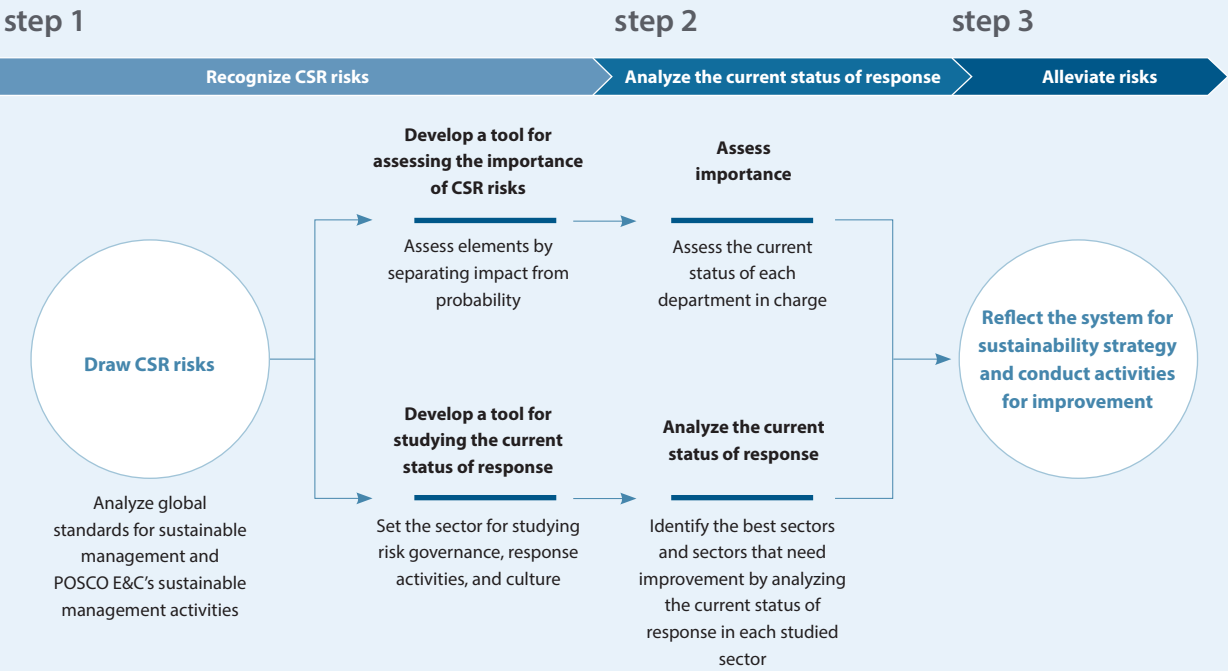 step 1
step 2
step 3
Recognize CSR risks
Analyze the current status of response
Alleviate risks
Draw CSR risks
Analyze global
standards for sustainable
management and
POSCO E&C's sustainable
management activities
Develop a tool for
assessing the importance
of CSR risks
Assess elements by
separating impact from
probability
Develop a tool for
studying the current
status of response
Set the sector for studying
risk governance, response
activities, and culture
Assess
importance
Assess the current
status of each
department in charge
Analyze the current
status of response
Identify the best sectors
and sectors that need
improvement by analyzing
the current status of
response in each studied
sector
Reflect the system for
sustainability strategy
and conduct activities
for improvement